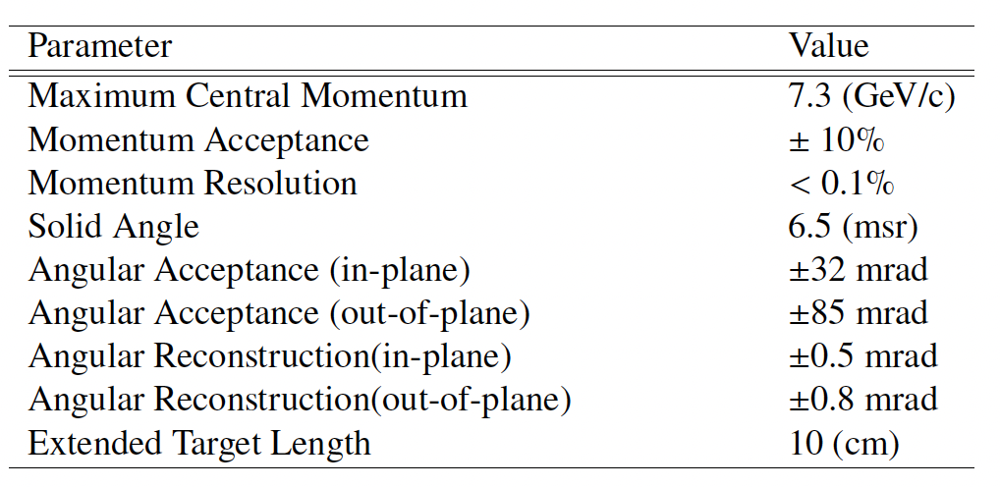 Parameter Value
Maximum Central Momentum 7.3 (GeV/c)
Momentum Acceptance ± 10%
Momentum Resolution < 0.1%
Solid Angle 6.5 (msr)
Angular Acceptance (in-plane) ±32 mrad
Angular Acceptance (out-of-plane) ±85 mrad
Angular Reconstruction(in-plane) ±0.5 mrad
Angular Reconstruction(out-of-plane) ±0.8 mrad
Extended Target Length 10 (cm)